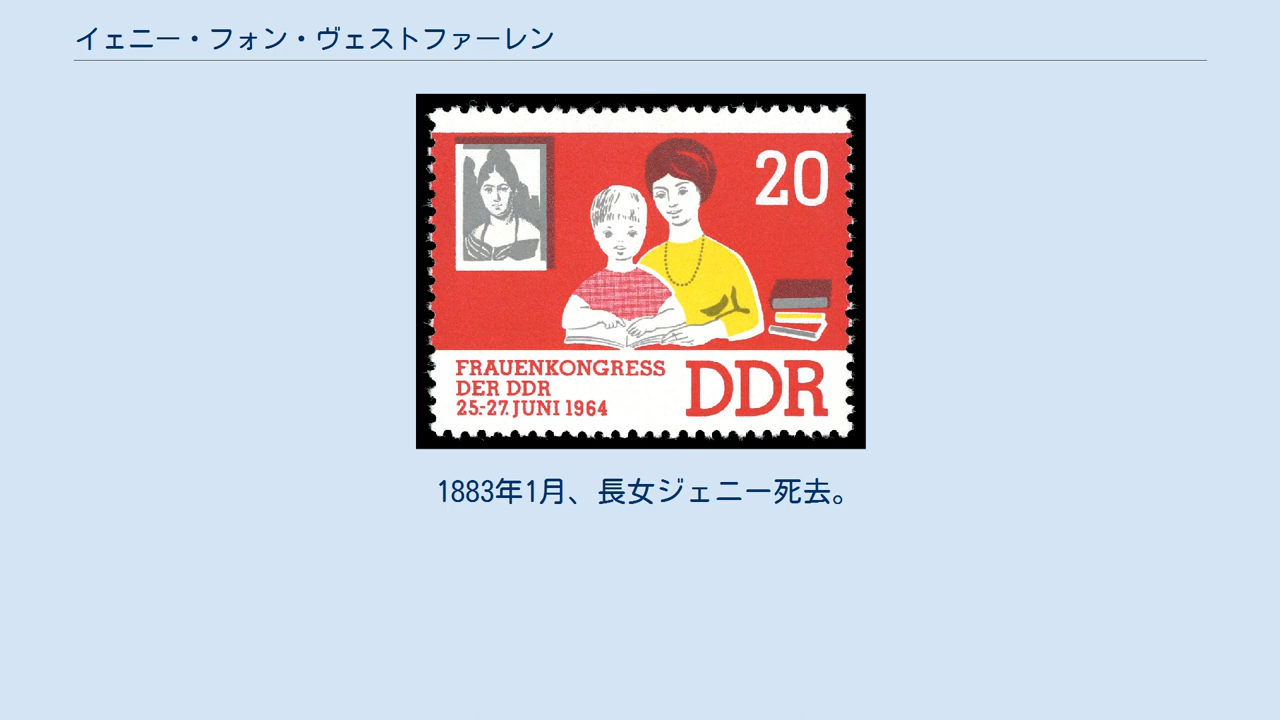 イェニー・フォン・ヴェストファーレン
20
FRAUENKONGRESS
DER DDR
25.-27. JUNI 1964
DDR
1883年1月、長女ジェニー死去。